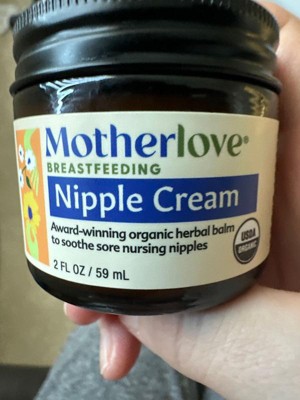 Motherlove®
BREASTFEEDING
Nipple Cream
Award-winning organic herbal balm
to soothe sore nursing nipples
2 FL OZ / 59 mL
USDA
ORGANIC